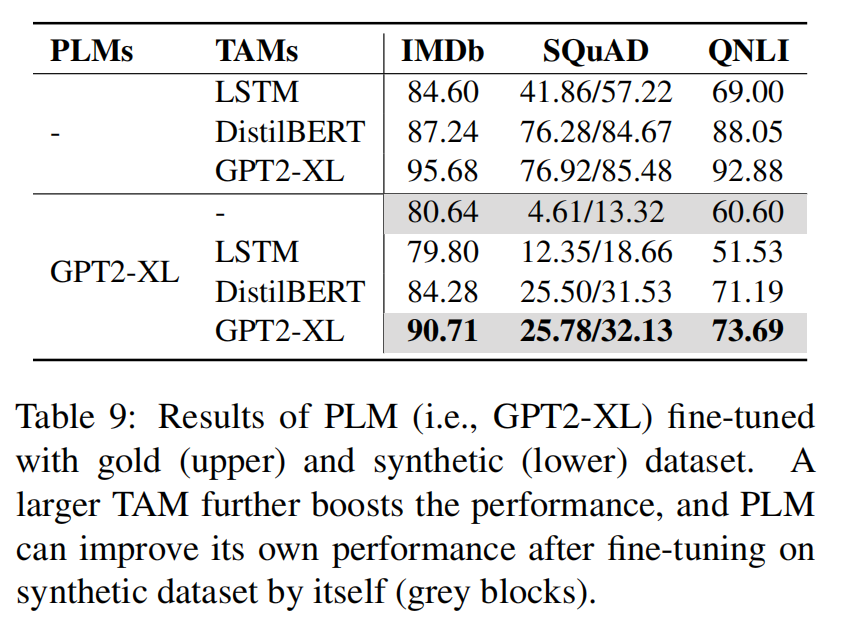 PLMs TAMs IMDb SQuAD QNLI
LSTM 84.60 41.86/57.22 69.00
- DistilBERT 87.24 76.28/84.67 88.05
GPT2-XL 95.68 76.92/85.48 92.88
- 80.64 4.61/13.32 60.60
LSTM 79.80 12.35/18.66 51.53
GPT2-XL
DistilBERT 84.28 25.50/31.53 71.19
GPT2-XL 90.71 25.78/32.13 73.69
Table 9: Results of PLM (i.e., GPT2-XL) fine-tuned
with gold (upper) and synthetic (lower) dataset. A
larger TAM further boosts the performance, and PLM
can improve its own performance after fine-tuning on
synthetic dataset by itself (grey blocks).